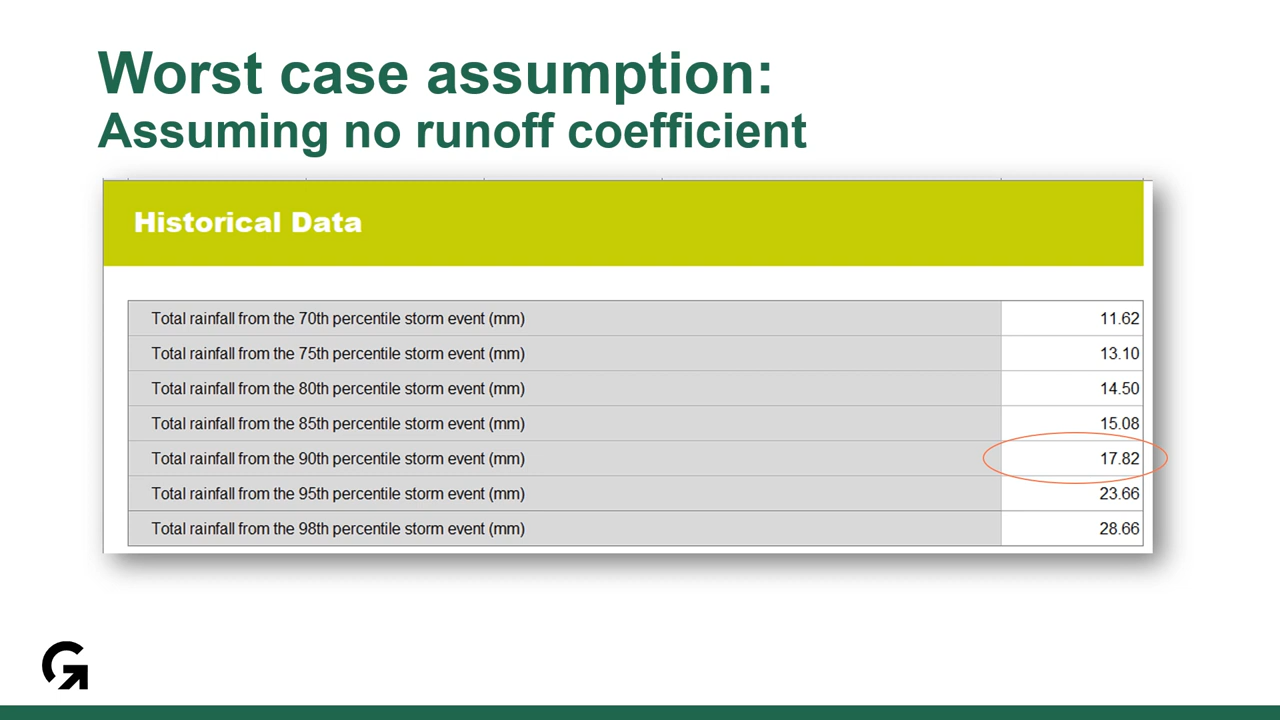 Worst case assumption:
Assuming no runoff coefficient
Historical Data
Total rainfall from the 70th percentile storm event (mm) 11.62
Total rainfall from the 75th percentile storm event (mm) 13.10
Total rainfall from the 80th percentile storm event (mm) 14.50
Total rainfall from the 85th percentile storm event (mm) 15.08
Total rainfall from the 90th percentile storm event (mm) 17.82
Total rainfall from the 95th percentile storm event (mm) 23.66
Total rainfall from the 98th percentile storm event (mm) 28.66